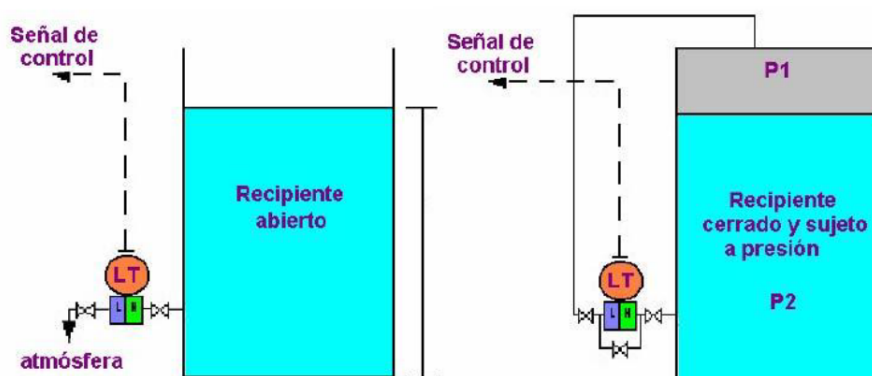 Señal de
control
Recipiente
abierto
LT
L H
atmósfera
Señal de
control
P1
Recipiente
cerrado y sujeto
a presión
P2
LT
L H